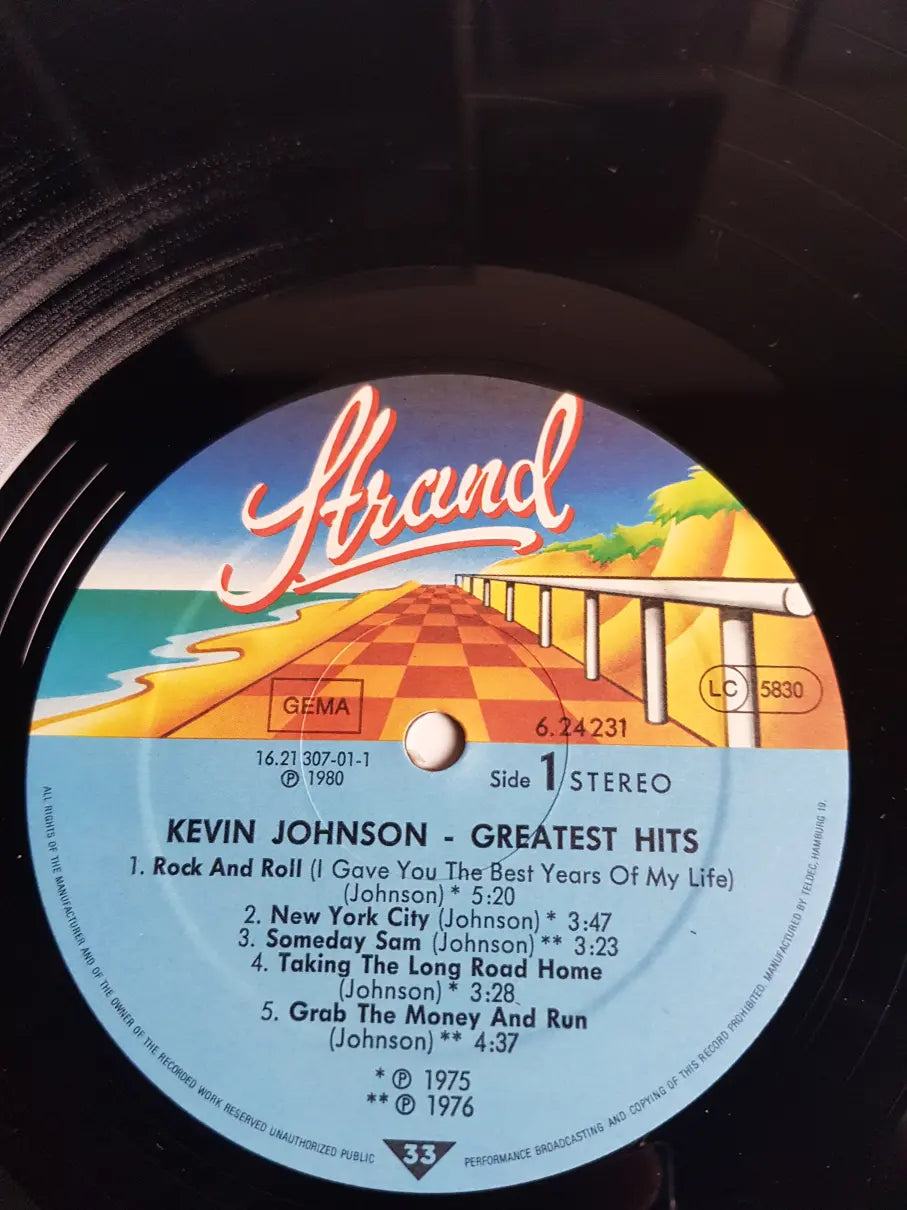 Strand
GEMA
LC 5830
6.24231
16.21 307-01-1
℗ 1980
Side 1 STEREO
KEVIN JOHNSON - GREATEST HITS
1. Rock And Roll (I Gave You The Best Years Of My Life)
(Johnson) * 5:20
2. New York City (Johnson) * 3:47
3. Someday Sam (Johnson) ** 3:23
4. Taking The Long Road Home
(Johnson) * 3:28
5. Grab The Money And Run
(Johnson) ** 4:37
* ℗ 1975
** ℗ 1976
33
ALL RIGHTS OF THE MANUFACTURER AND OF THE OWNER OF THE RECORDED WORK RESERVED UNAUTHORIZED PUBLIC PERFORMANCE BROADCASTING AND COPYING OF THIS RECORD PROHIBITED. MANUFACTURED BY TELDEC, HAMBURG 19.